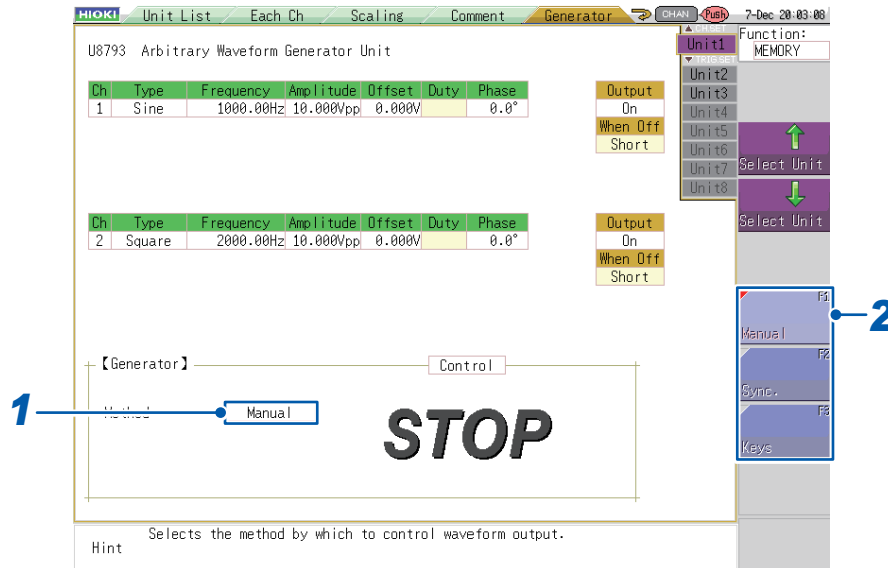 HIOKI Unit List Each Ch Scaling Comment Generator CHAN Push 7-Dec 20:03:08
CH.SET
Function:
MEMORY
U8793 Arbitrary Waveform Generator Unit
Unit1
TRIG.SET
Unit2
Unit3
Unit4
Unit5
Unit6
Unit7
Unit8
Ch Type Frequency Amplitude Offset Duty Phase
1 Sine 1000.00Hz 10.000Vpp 0.000V 0.0°
Output
On
When Off
Short
Select Unit
Select Unit
Ch Type Frequency Amplitude Offset Duty Phase
2 Square 2000.00Hz 10.000Vpp 0.000V 0.0°
Output
On
When Off
Short
F1
Manual
2
F2
Sync.
F3
Keys
【Generator】 Control
1
Method Manual
STOP
Hint Selects the method by which to control waveform output.